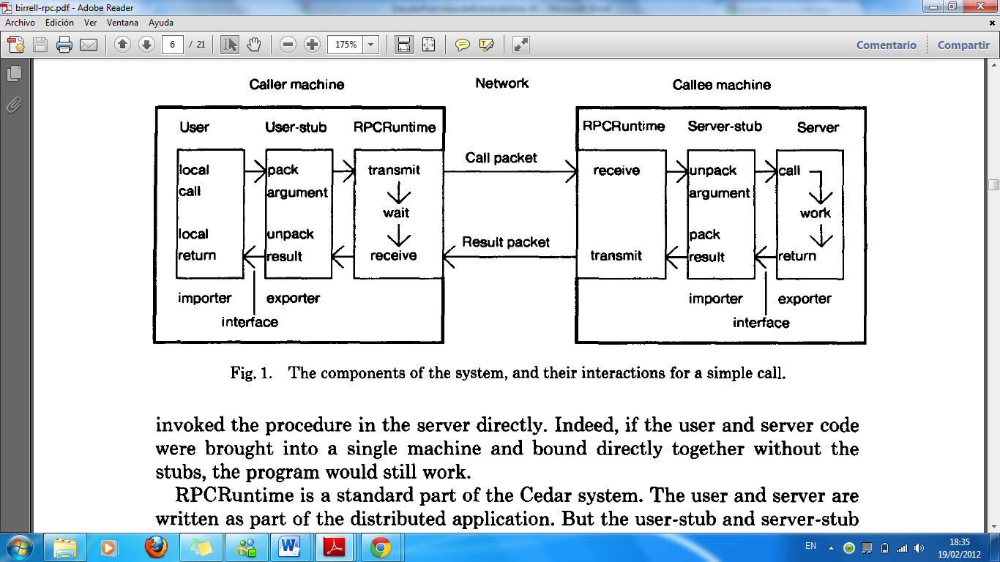 birrell-rpc.pdf - Adobe Reader
Archivo Edición Ver Ventana Ayuda
6 / 21 175% Comentario Compartir
Caller machine Network Callee machine
User User-stub RPCRuntime RPCRuntime Server-stub Server
Call packet
local pack transmit receive unpack call
call argument argument
wait work
local unpack Result packet pack
return result receive transmit result return
importer exporter importer exporter
interface interface
Fig. 1. The components of the system, and their interactions for a simple call.
invoked the procedure in the server directly. Indeed, if the user and server code
were brought into a single machine and bound directly together without the
stubs, the program would still work.
RPCRuntime is a standard part of the Cedar system. The user and server are
written as part of the distributed application. But the user-stub and server-stub
EN 18:35
19/02/2012